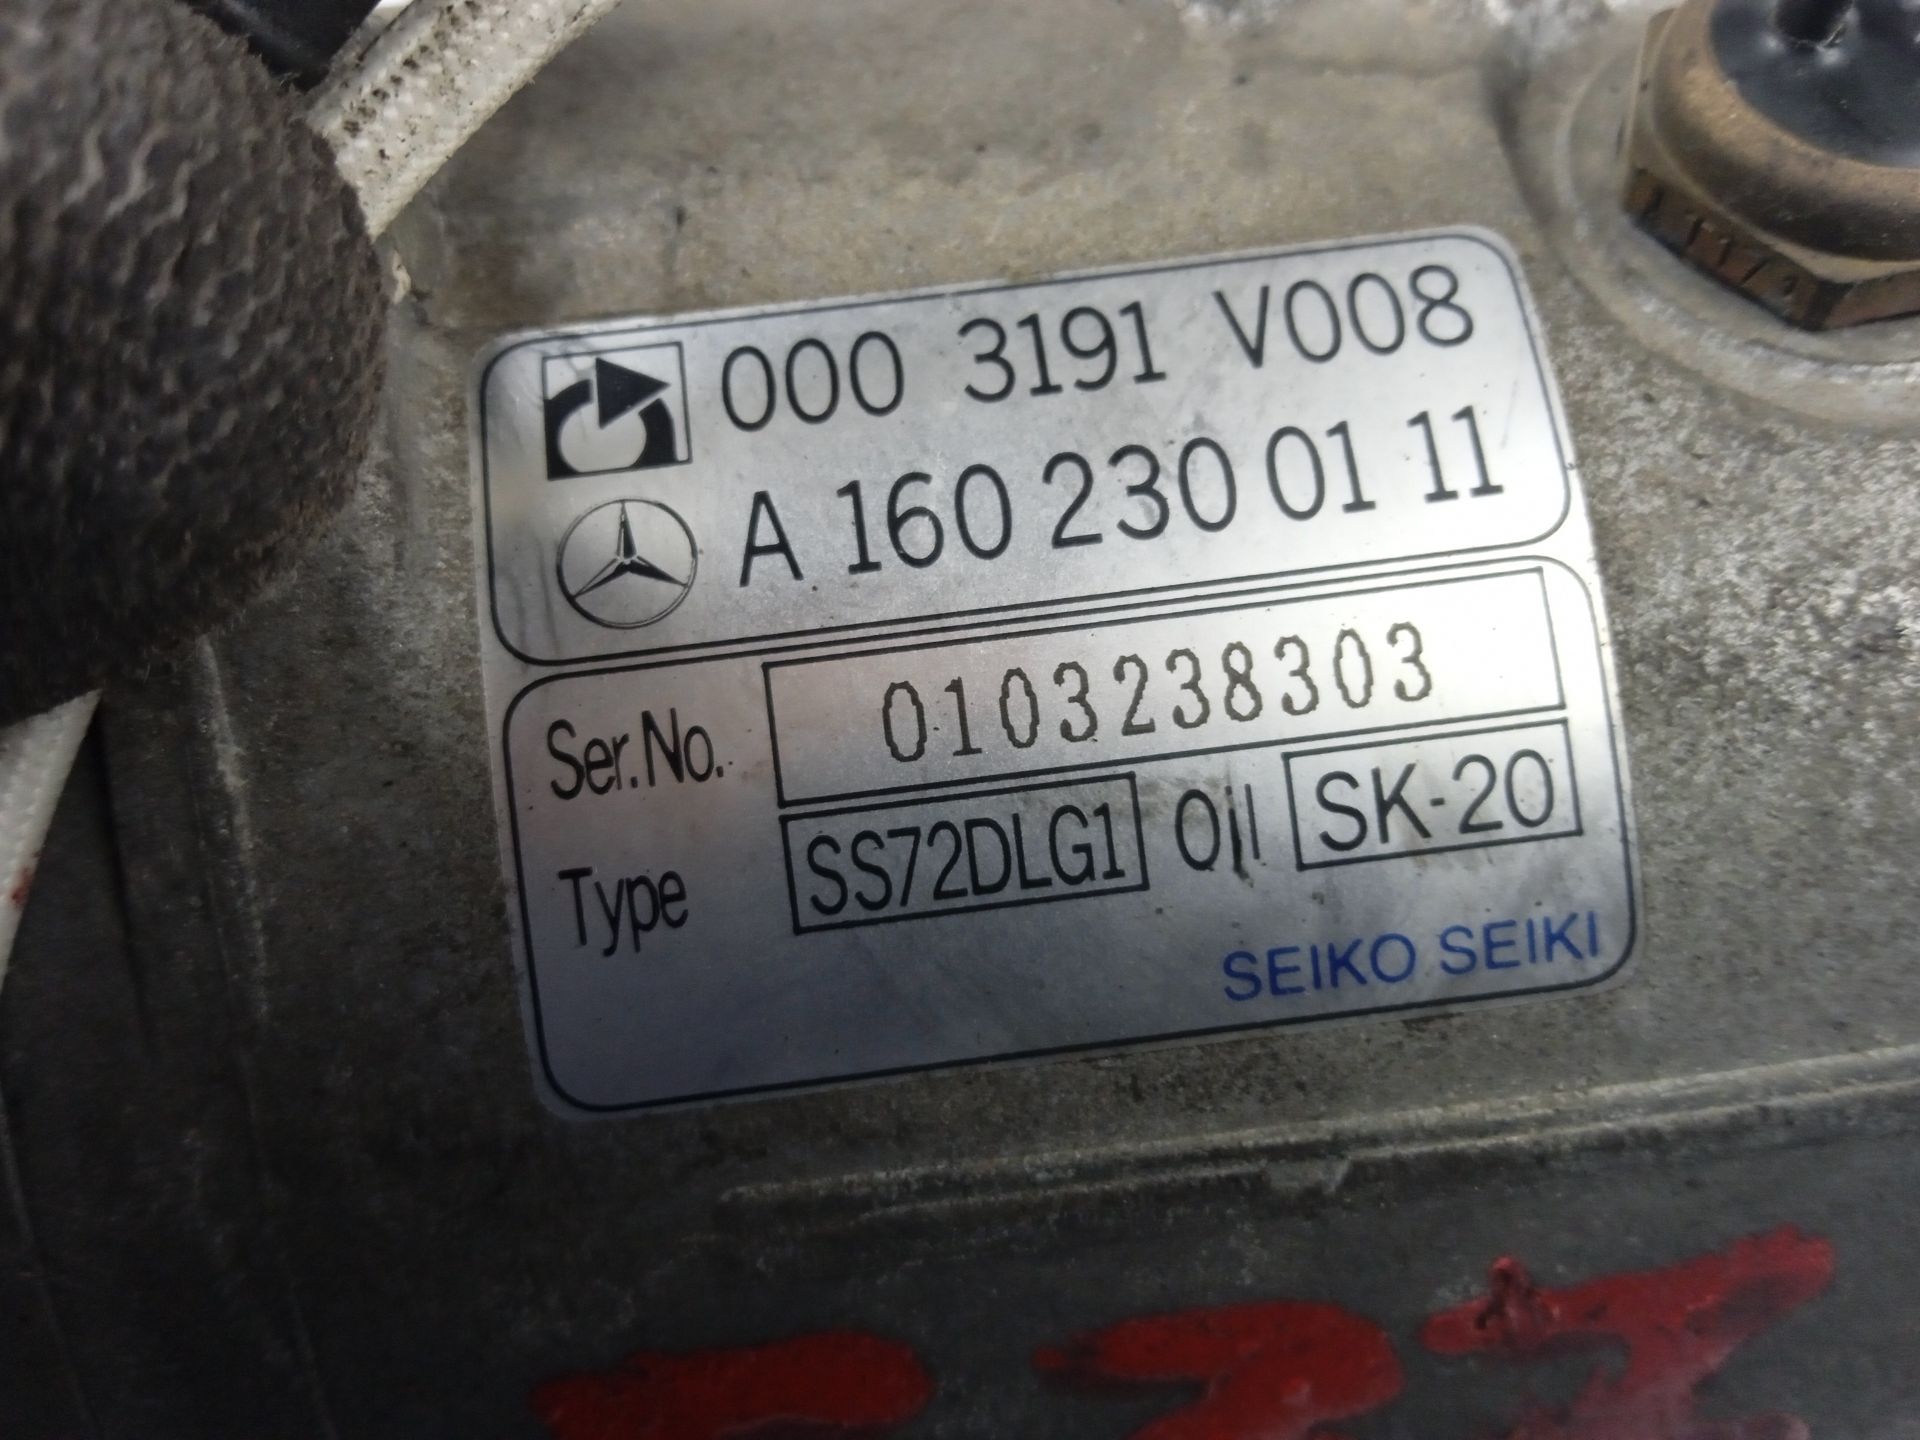 000 3191 V008
A 160 230 01 11
Ser.No. 0103238303
Type SS72DLG1 Oil SK-20
SEIKO SEIKI